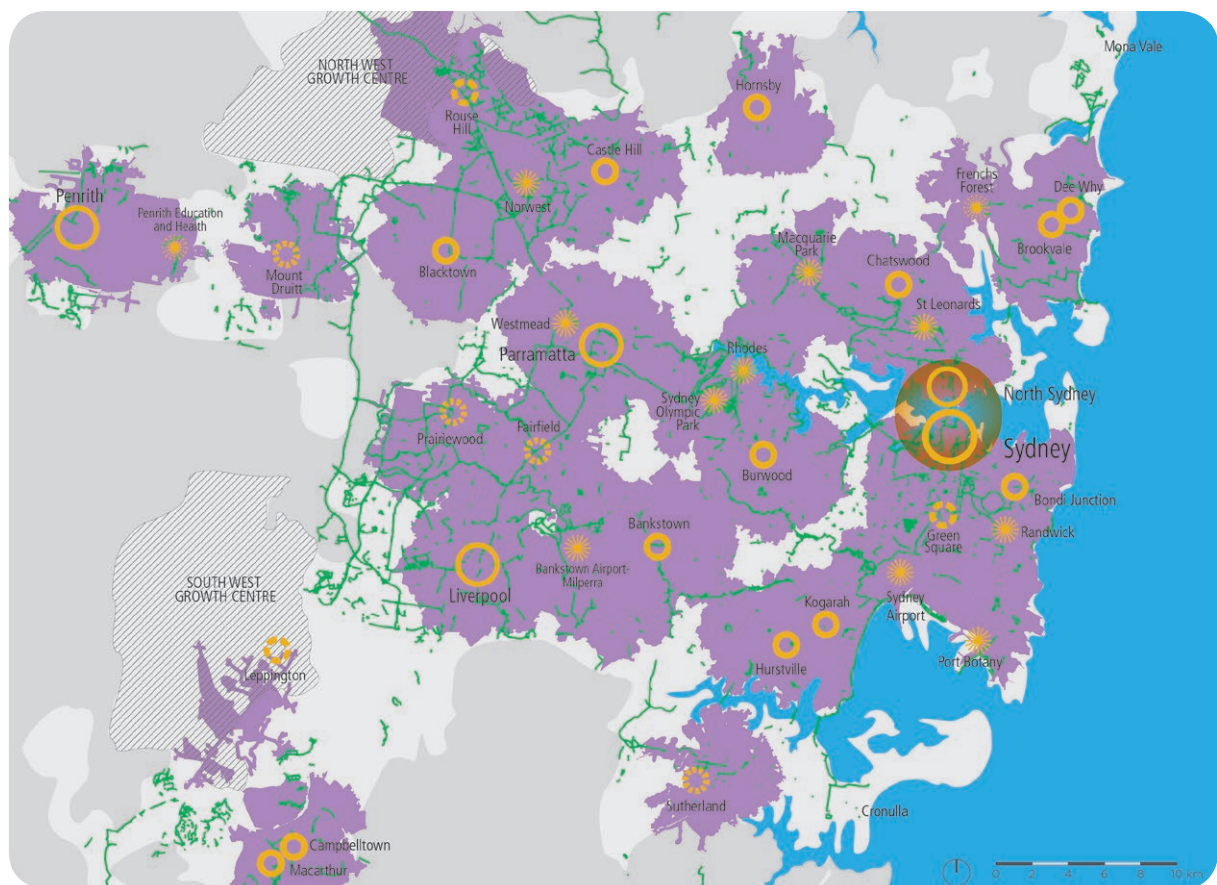 Mona Vale
NORTH WEST
GROWTH CENTRE
Hornsby
Rouse
Hill
Castle Hill
Frenchs
Forest
Dee Why
Penrith
Norwest
Penrith Education
and Health
Brookvale
Macquarie
Park
Chatswood
Mount
Druitt
Blacktown
St Leonards
Westmead
Parramatta
Rhodes
North Sydney
Sydney
Olympic
Park
Prairiewood
Fairfield
Sydney
Burwood
Bondi Junction
Bankstown
Green
Square
Randwick
Bankstown Airport-
Milperra
SOUTH WEST
GROWTH CENTRE
Liverpool
Kogarah
Sydney
Airport
Hurstville
Port Botany
Leppington
Sutherland
Cronulla
Campbelltown
Macarthur
0 2 4 6 8 10 km